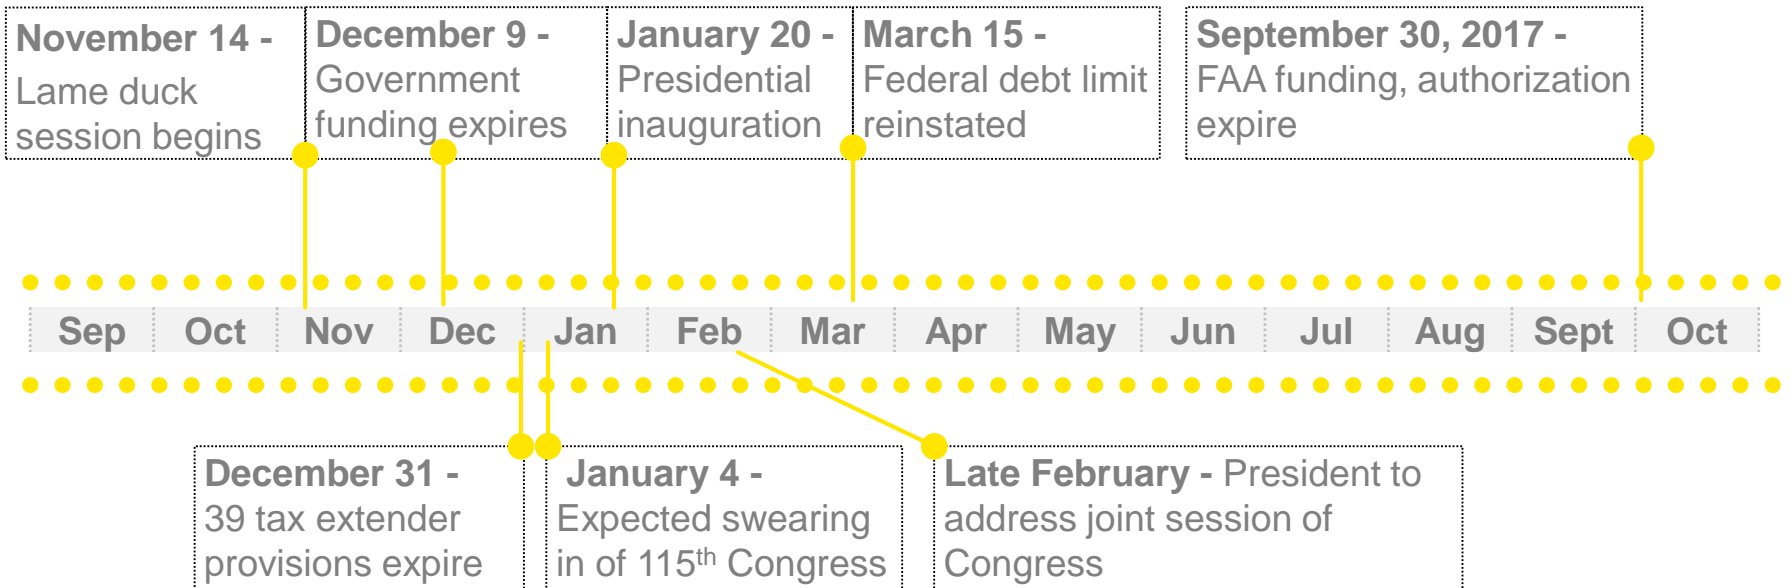 November 14 -
Lame duck
session begins
December 9 -
Government
funding expires
January 20 -
Presidential
inauguration
March 15 -
Federal debt limit
reinstated
September 30, 2017 -
FAA funding, authorization
expire
Sep Oct Nov Dec Jan Feb Mar Apr May Jun Jul Aug Sept Oct
December 31 -
39 tax extender
provisions expire
January 4 -
Expected swearing
in of 115th Congress
Late February - President to
address joint session of
Congress